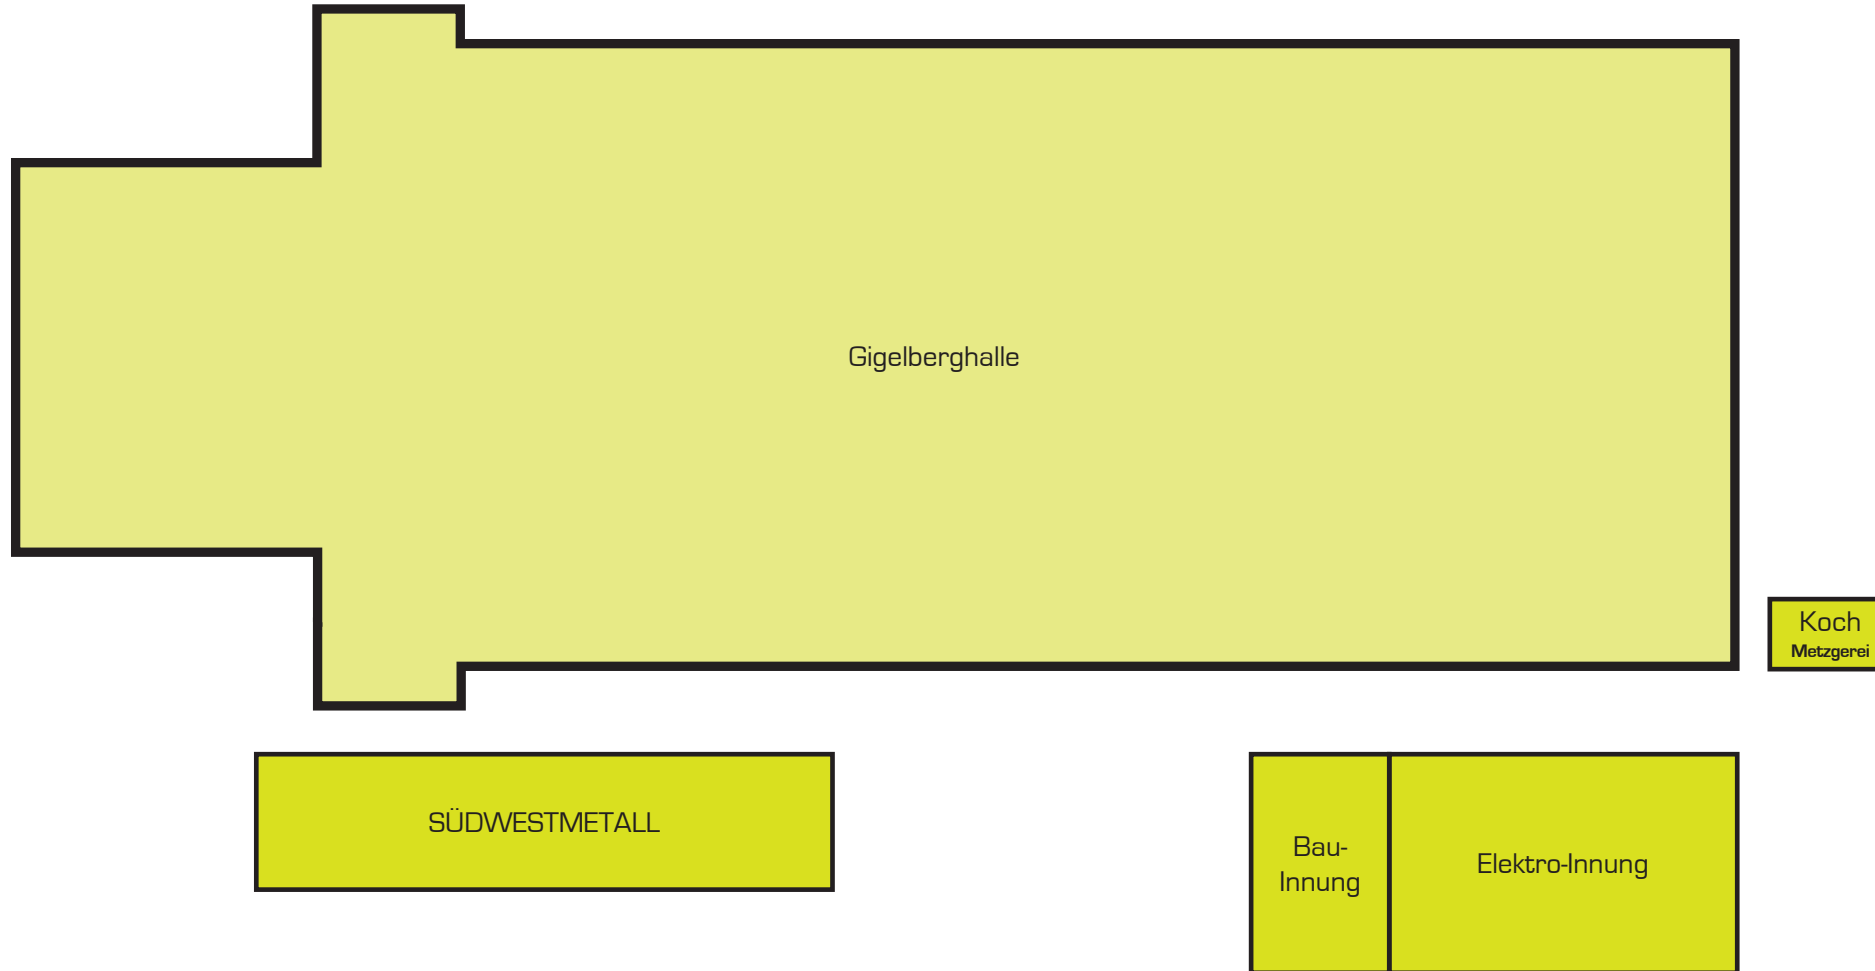 Gigelberghalle
Koch
Metzgerei
SÜDWESTMETALL
Bau-
Innung
Elektro-Innung